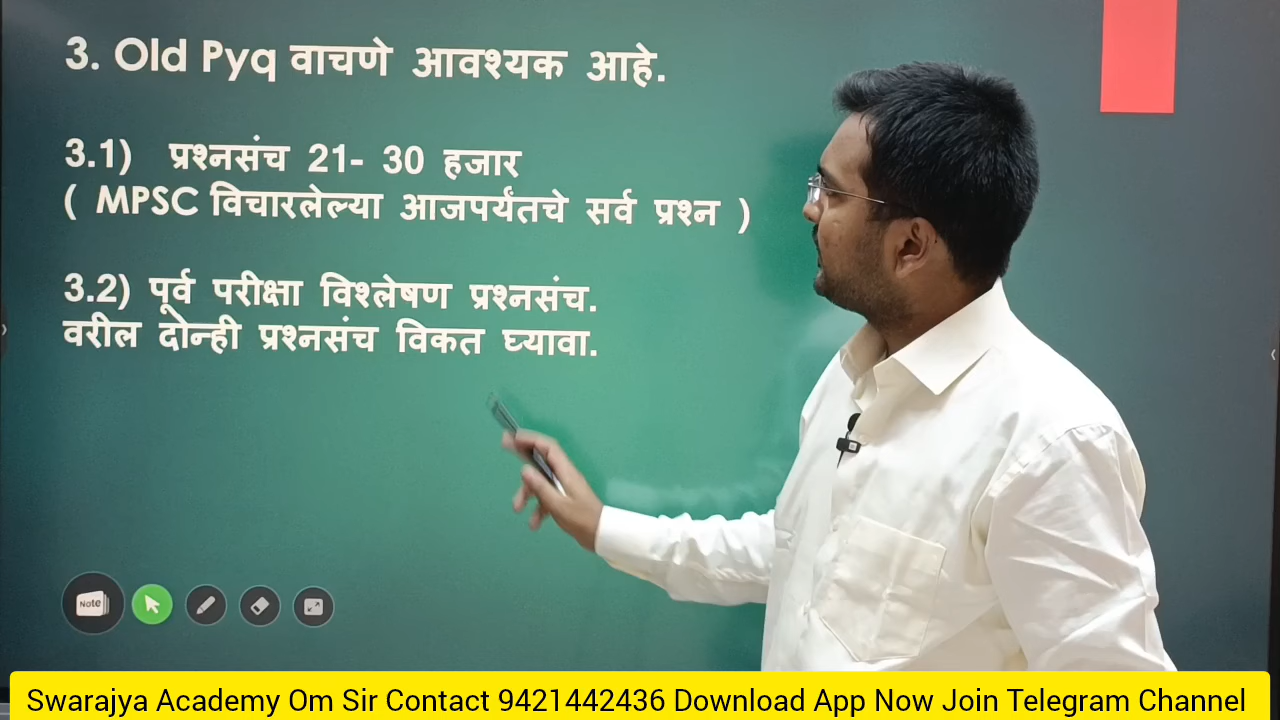 3. Old Pyq वाचणे आवश्यक आहे.
3.1) प्रश्नसंच 21- 30 हजार
( MPSC विचारलेल्या आजपर्यंतचे सर्व प्रश्न )
3.2) पूर्व परीक्षा विश्लेषण प्रश्नसंच.
वरील दोन्ही प्रश्नसंच विकत घ्यावा.
Note
Swarajya Academy Om Sir Contact 9421442436 Download App Now Join Telegram Channel